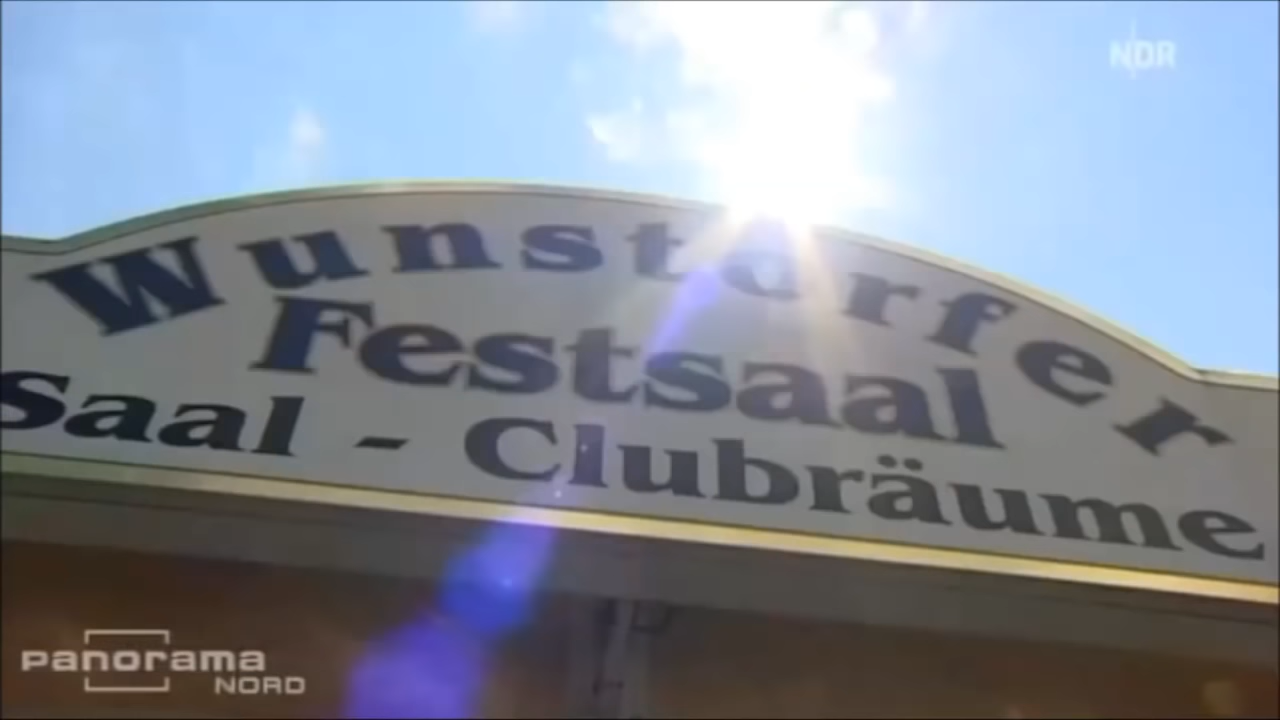 NDR
Wunstorfer
Festsaal
Saal - Clubräume
panorama
NORD